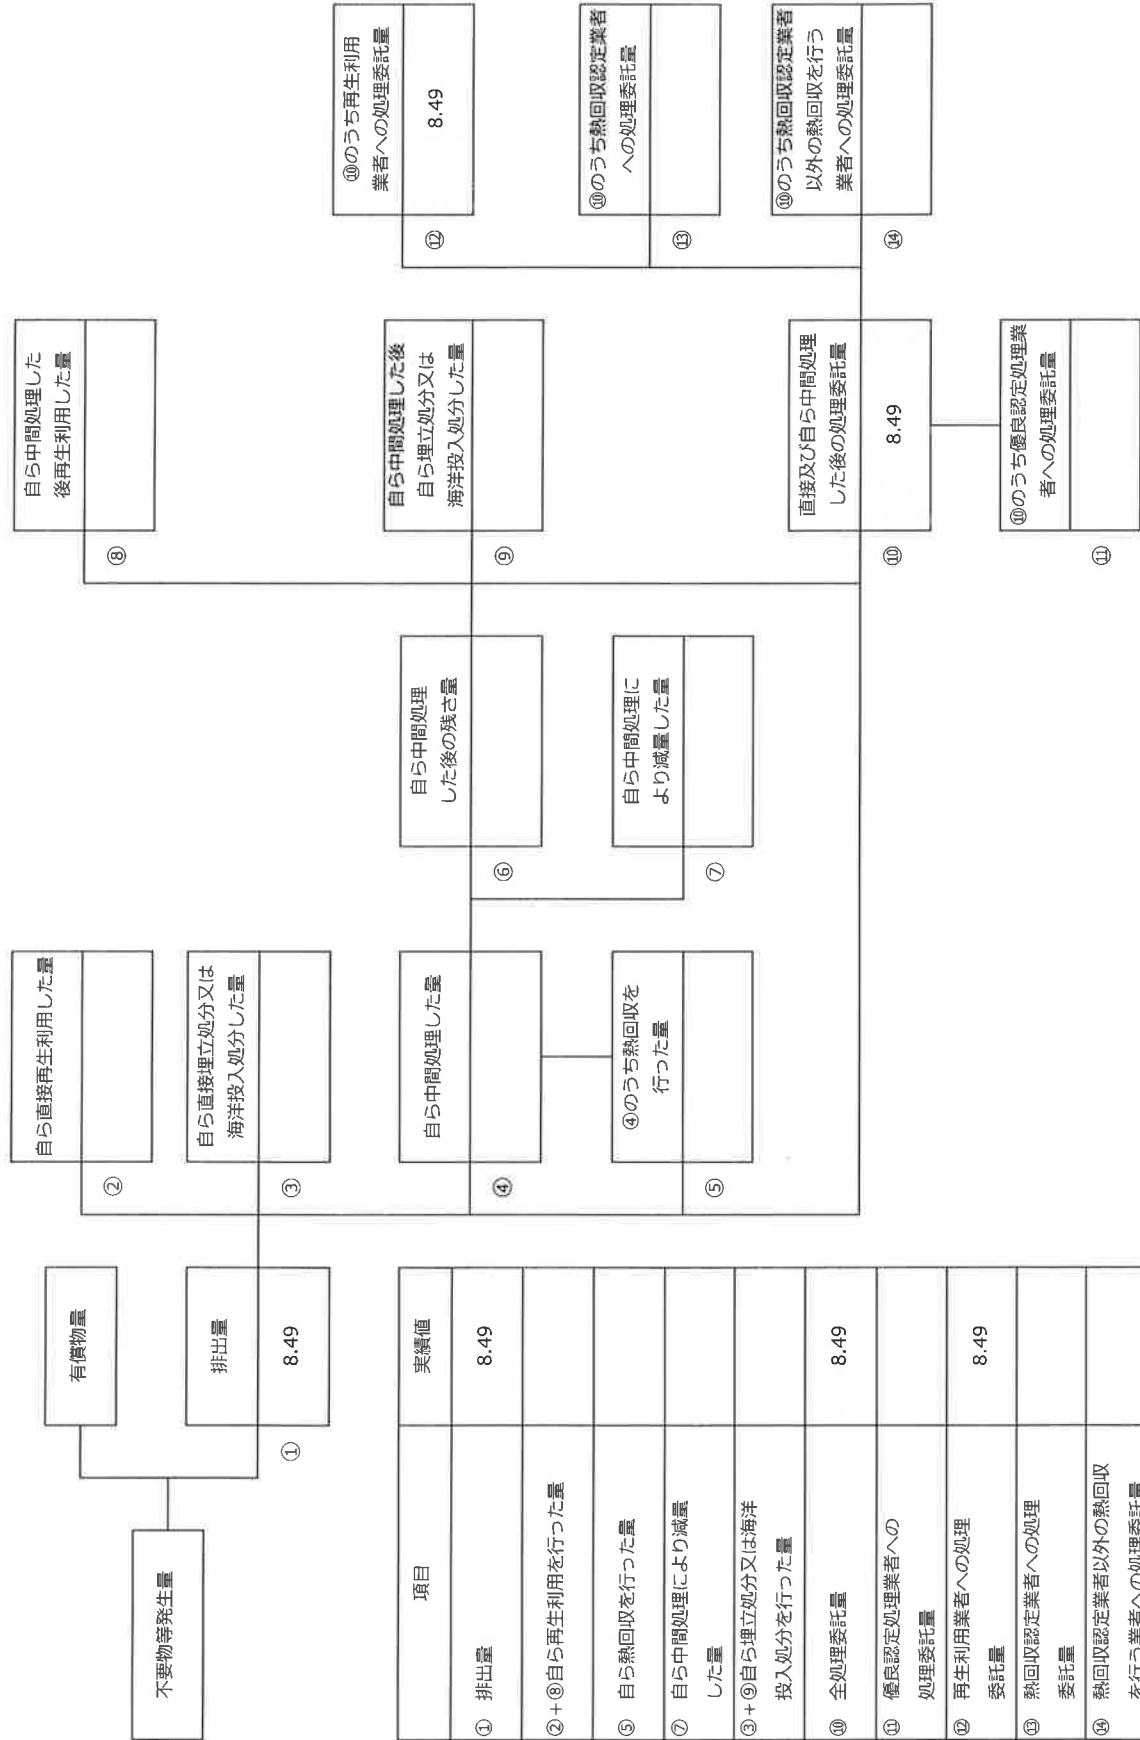 不要物等発生量
有償物量
排出量
①
8.49
自ら直接再生利用した量
②
自ら直接埋立処分又は
海洋投入処分した量
③
自ら中間処理した量
④
④のうち熱回収を
行った量
⑤
自ら中間処理
した後の残さ量
⑥
自ら中間処理に
より減量した量
⑦
自ら中間処理した
後再生利用した量
⑧
自ら中間処理した後
自ら埋立処分又は
海洋投入処分した量
⑨
直接及び自ら中間処理
した後の処理委託量
⑩
8.49
⑩のうち優良認定処理業
者への処理委託量
⑪
⑩のうち再生利用
業者への処理委託量
⑫
8.49
⑩のうち熱回収認定業者
への処理委託量
⑬
⑩のうち熱回収認定業者
以外の熱回収を行う
業者への処理委託量
⑭
項目 実績値
① 排出量 8.49
②+⑧自ら再生利用を行った量
⑤ 自ら熱回収を行った量
⑦ 自ら中間処理により減量
した量
③+⑨自ら埋立処分又は海洋
投入処分を行った量
⑩ 全処理委託量 8.49
⑪ 優良認定処理業者への
処理委託量
⑫ 再生利用業者への処理
委託量 8.49
⑬ 熱回収認定業者への処理
委託量
⑭ 熱回収認定業者以外の熱回収
を行う業者への処理委託量